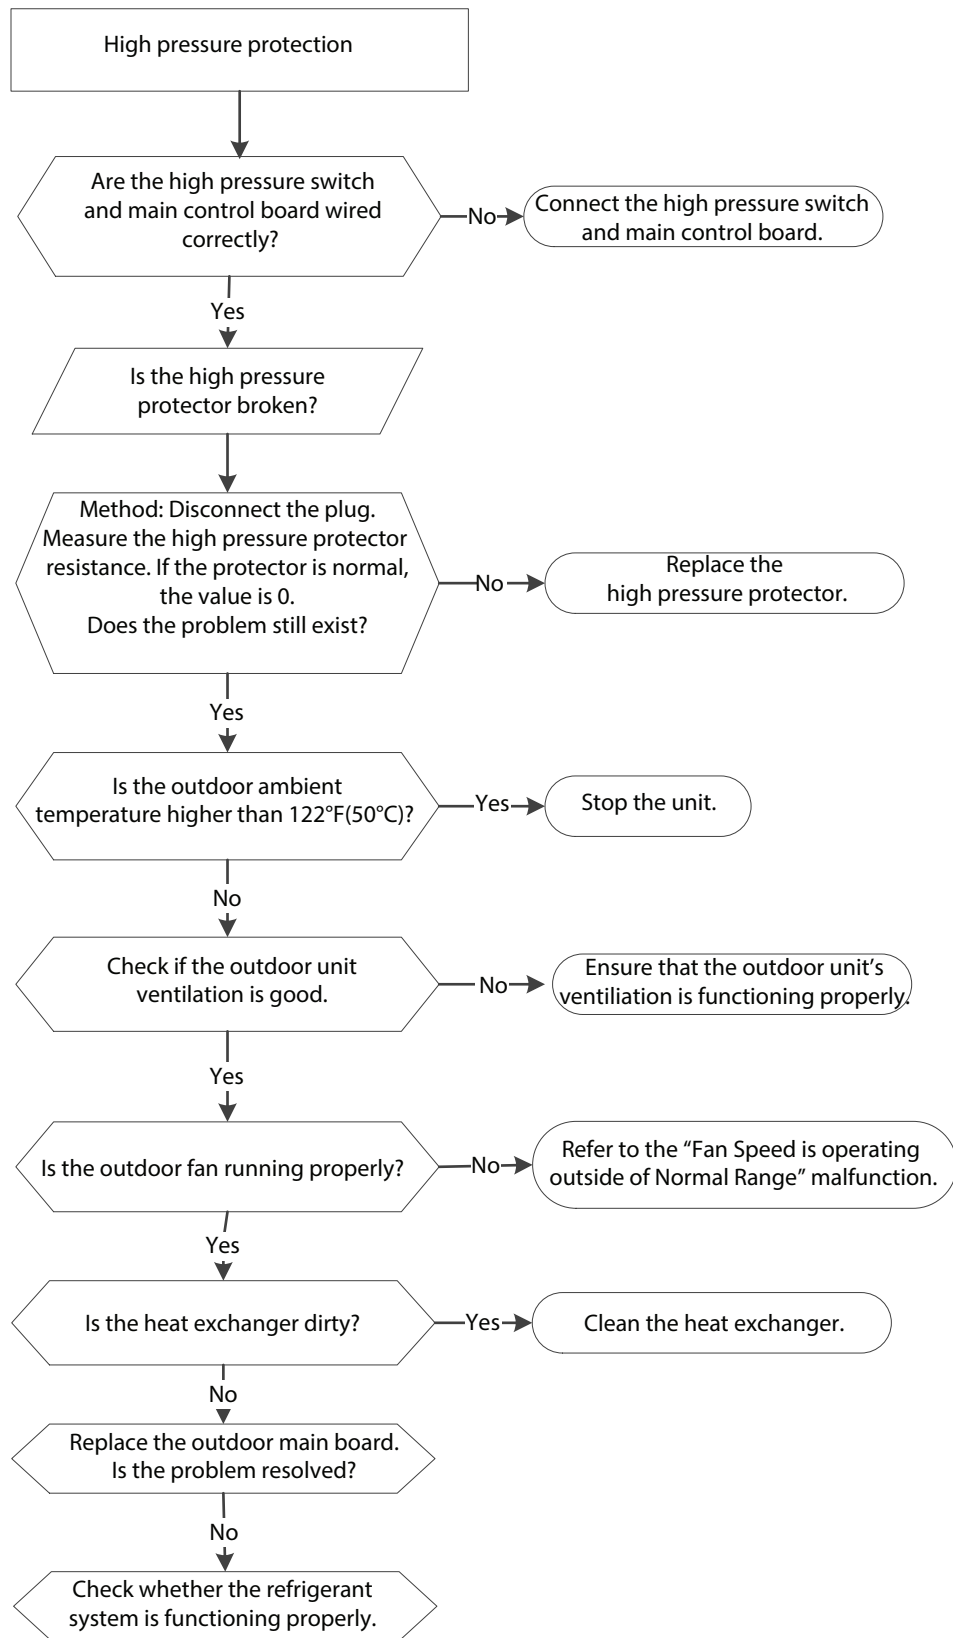 High pressure protection
Are the high pressure switch
and main control board wired
correctly?
No
Connect the high pressure switch
and main control board.
Yes
Is the high pressure
protector broken?
Method: Disconnect the plug.
Measure the high pressure protector
resistance. If the protector is normal,
the value is 0.
Does the problem still exist?
No
Replace the
high pressure protector.
Yes
Is the outdoor ambient
temperature higher than 122°F(50°C)?
Yes
Stop the unit.
No
Check if the outdoor unit
ventilation is good.
No
Ensure that the outdoor unit’s
ventiliation is functioning properly.
Yes
Is the outdoor fan running properly?
No
Refer to the “Fan Speed is operating
outside of Normal Range” malfunction.
Yes
Is the heat exchanger dirty?
Yes
Clean the heat exchanger.
No
Replace the outdoor main board.
Is the problem resolved?
No
Check whether the refrigerant
system is functioning properly.